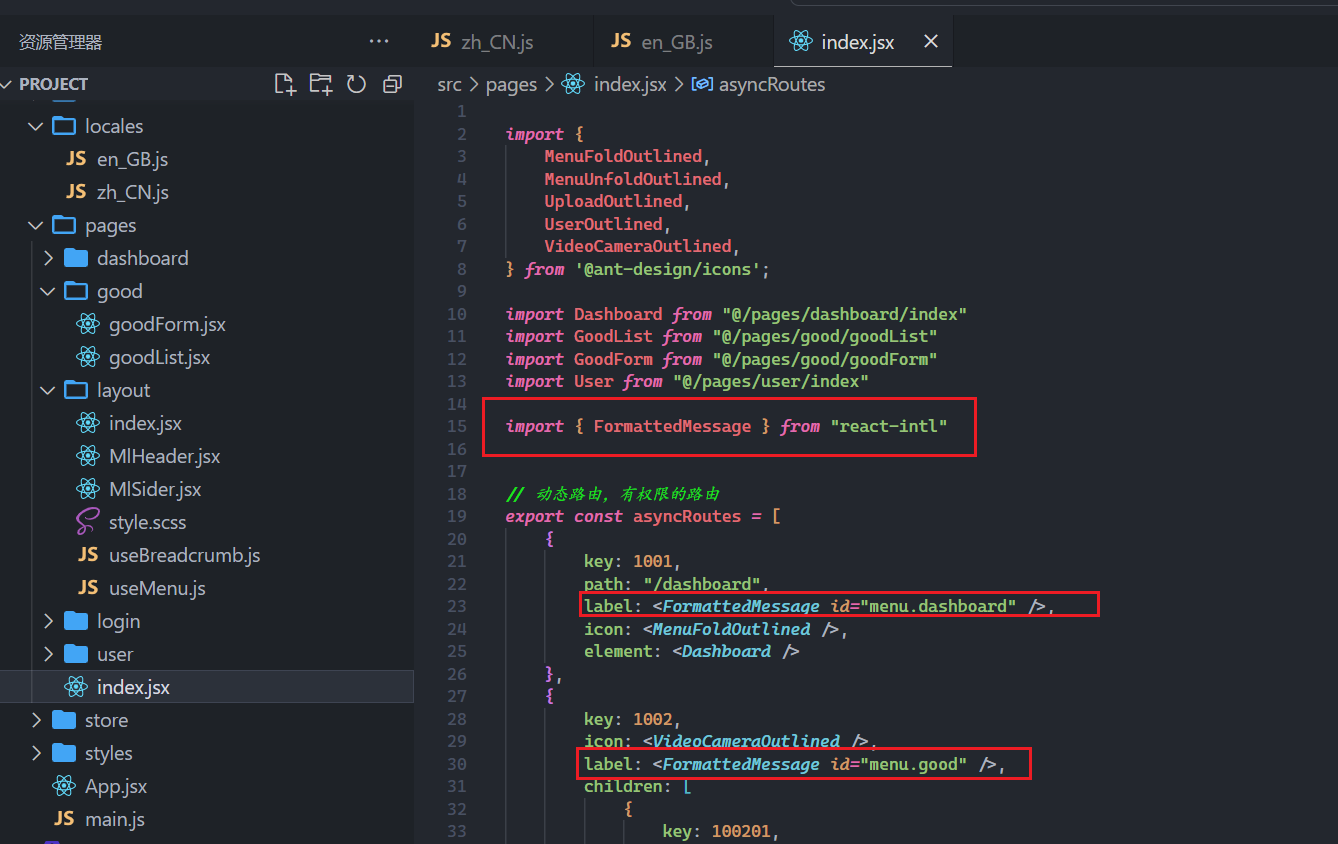 资源管理器 ···
PROJECT
locales
JS en_GB.js
JS zh_CN.js
pages
dashboard
good
goodForm.jsx
goodList.jsx
layout
index.jsx
MlHeader.jsx
MlSider.jsx
style.scss
JS useBreadcrumb.js
JS useMenu.js
login
user
index.jsx
store
styles
App.jsx
JS main.js
JS zh_CN.js JS en_GB.js index.jsx
src > pages > index.jsx > asyncRoutes
1
2 import {
3 MenuFoldOutlined,
4 MenuUnfoldOutlined,
5 UploadOutlined,
6 UserOutlined,
7 VideoCameraOutlined,
8 } from '@ant-design/icons';
9
10 import Dashboard from "@/pages/dashboard/index"
11 import GoodList from "@/pages/good/goodList"
12 import GoodForm from "@/pages/good/goodForm"
13 import User from "@/pages/user/index"
14
15 import { FormattedMessage } from "react-intl"
16
17
18 // 动态路由，有权限的路由
19 export const asyncRoutes = [
20 {
21 key: 1001,
22 path: "/dashboard",
23 label: <FormattedMessage id="menu.dashboard" />,
24 icon: <MenuFoldOutlined />,
25 element: <Dashboard />
26 },
27 {
28 key: 1002,
29 icon: <VideoCameraOutlined />,
30 label: <FormattedMessage id="menu.good" />,
31 children: [
32 {
33 key: 100201,